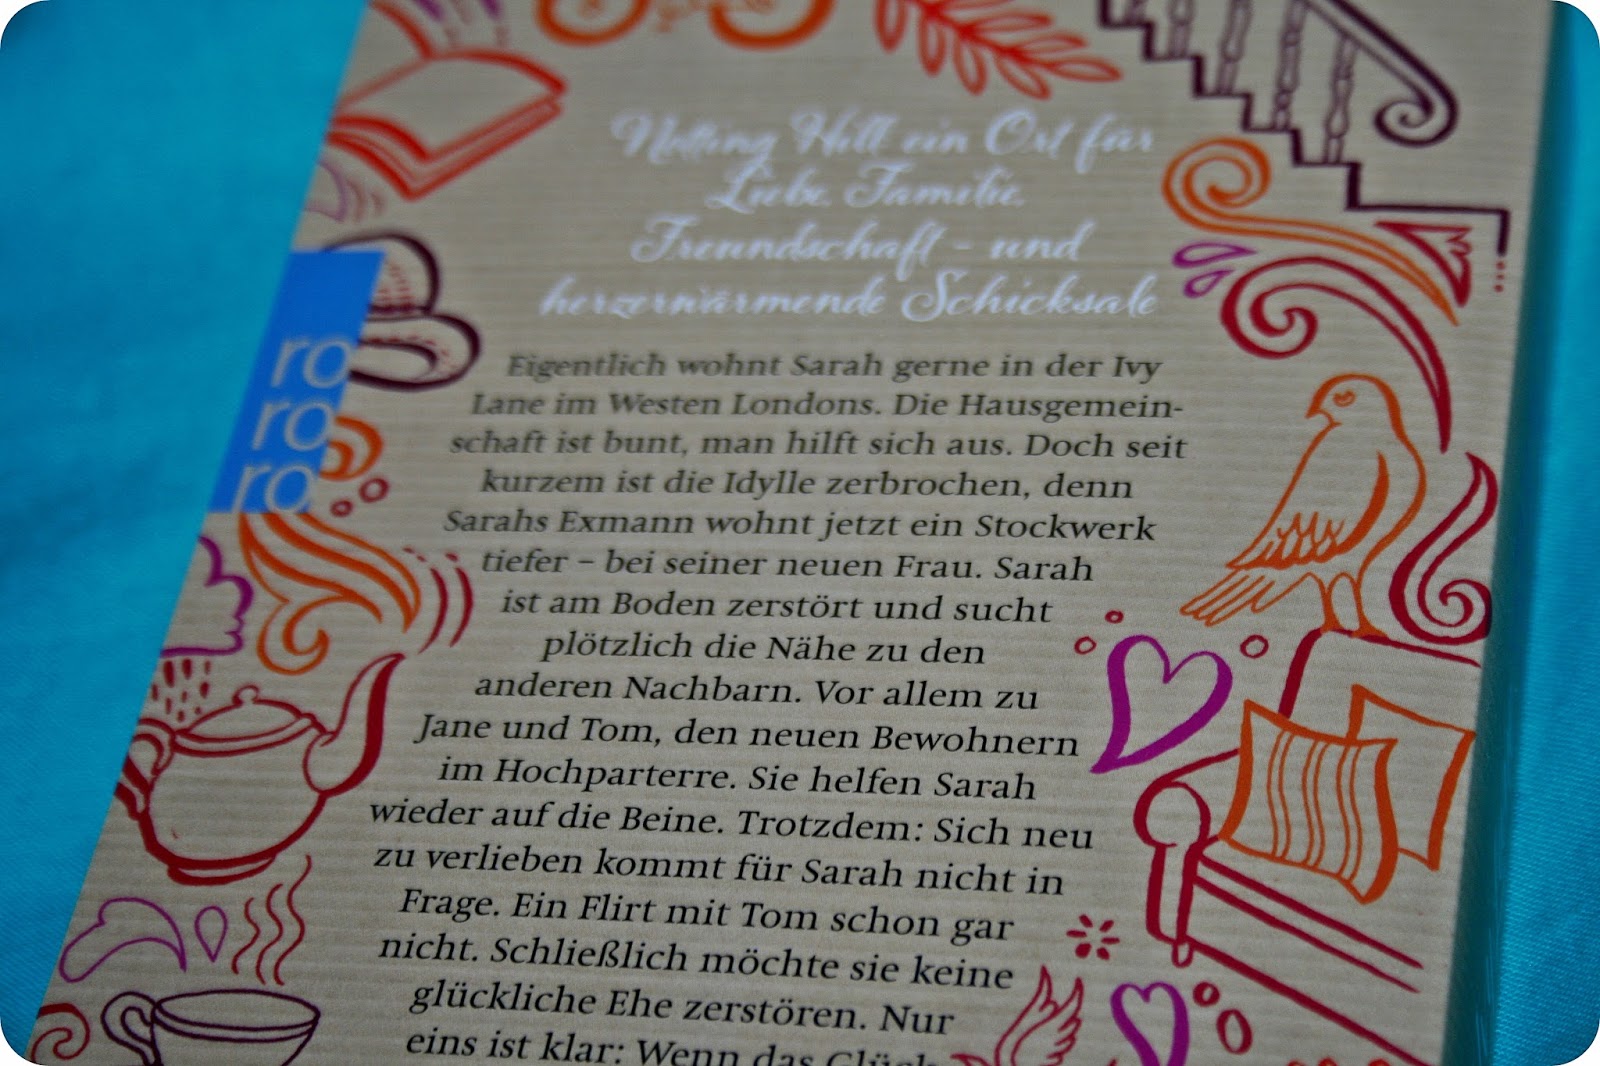 Notting Hill ein Ort für
Liebe, Familie,
Freundschaft – und
herzerwärmende Schicksale
ro
ro
ro
Eigentlich wohnt Sarah gerne in der Ivy
Lane im Westen Londons. Die Hausgemein-
schaft ist bunt, man hilft sich aus. Doch seit
kurzem ist die Idylle zerbrochen, denn
Sarahs Exmann wohnt jetzt ein Stockwerk
tiefer – bei seiner neuen Frau. Sarah
ist am Boden zerstört und sucht
plötzlich die Nähe zu den
anderen Nachbarn. Vor allem zu
Jane und Tom, den neuen Bewohnern
im Hochparterre. Sie helfen Sarah
wieder auf die Beine. Trotzdem: Sich neu
zu verlieben kommt für Sarah nicht in
Frage. Ein Flirt mit Tom schon gar
nicht. Schließlich möchte sie keine
glückliche Ehe zerstören. Nur
eins ist klar: Wenn das Glück